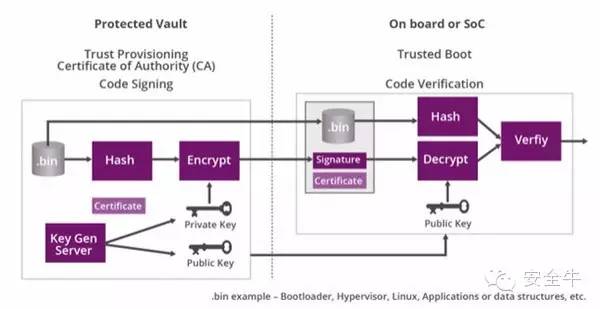 Protected Vault
Trust Provisioning
Certificate of Authority (CA)
Code Signing
.bin
Hash
Encrypt
Certificate
Private Key
Key Gen
Server
Public Key
On board or SoC
Trusted Boot
Code Verification
.bin
Hash
Signature
Decrypt
Verfiy
Certificate
Public Key
安全牛
.bin example – Bootloader, Hypervisor, Linux, Applications or data structures, etc.